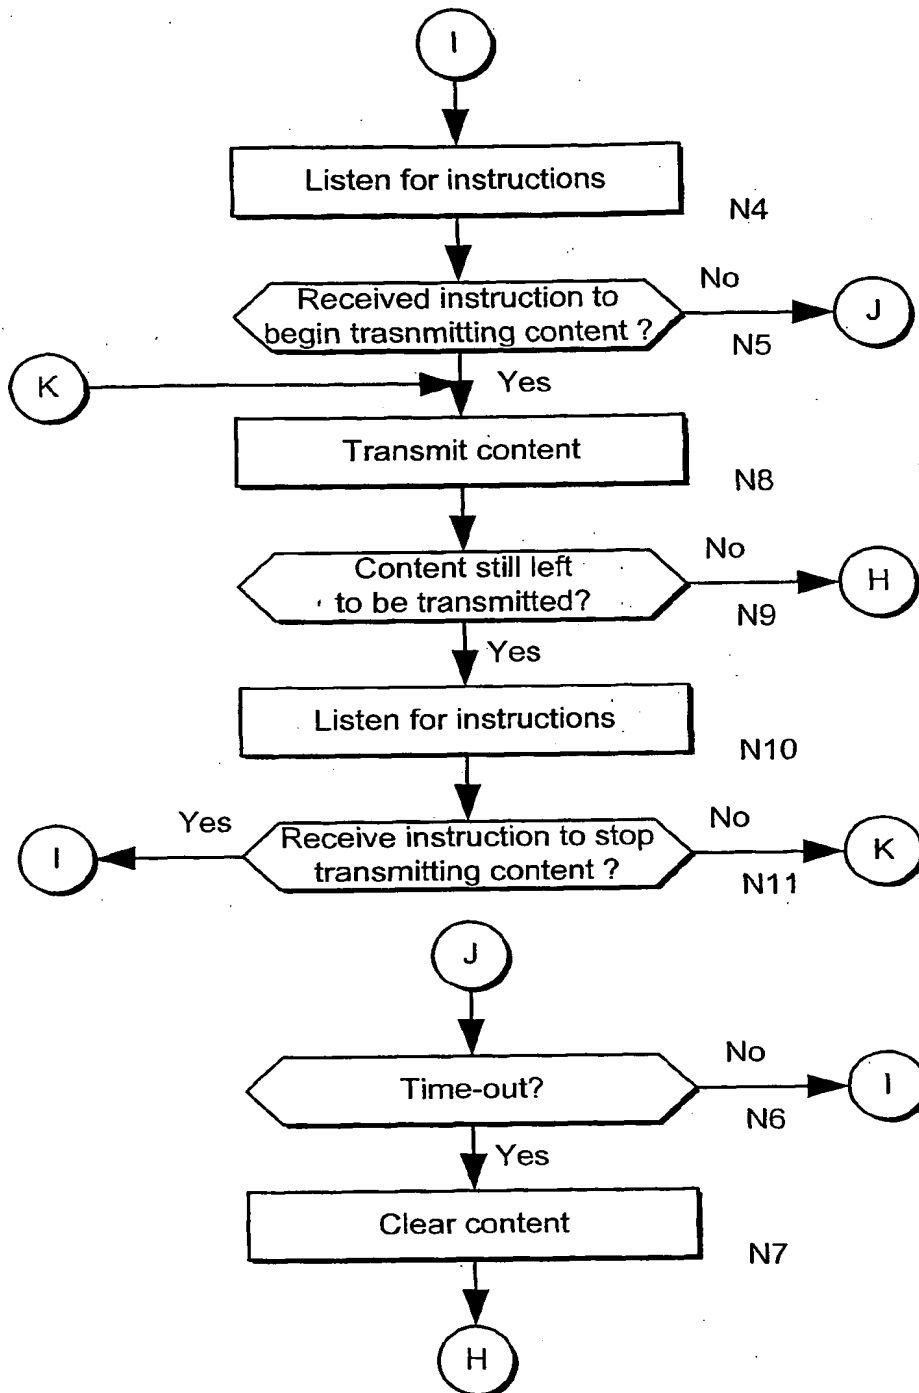 I
Listen for instructions
N4
Received instruction to
begin trasnmitting content ?
No
N5
J
K
Yes
Transmit content
N8
Content still left
to be transmitted?
No
N9
H
Yes
Listen for instructions
N10
Receive instruction to stop
transmitting content ?
Yes
I
No
N11
K
J
Time-out?
No
N6
I
Yes
Clear content
N7
H